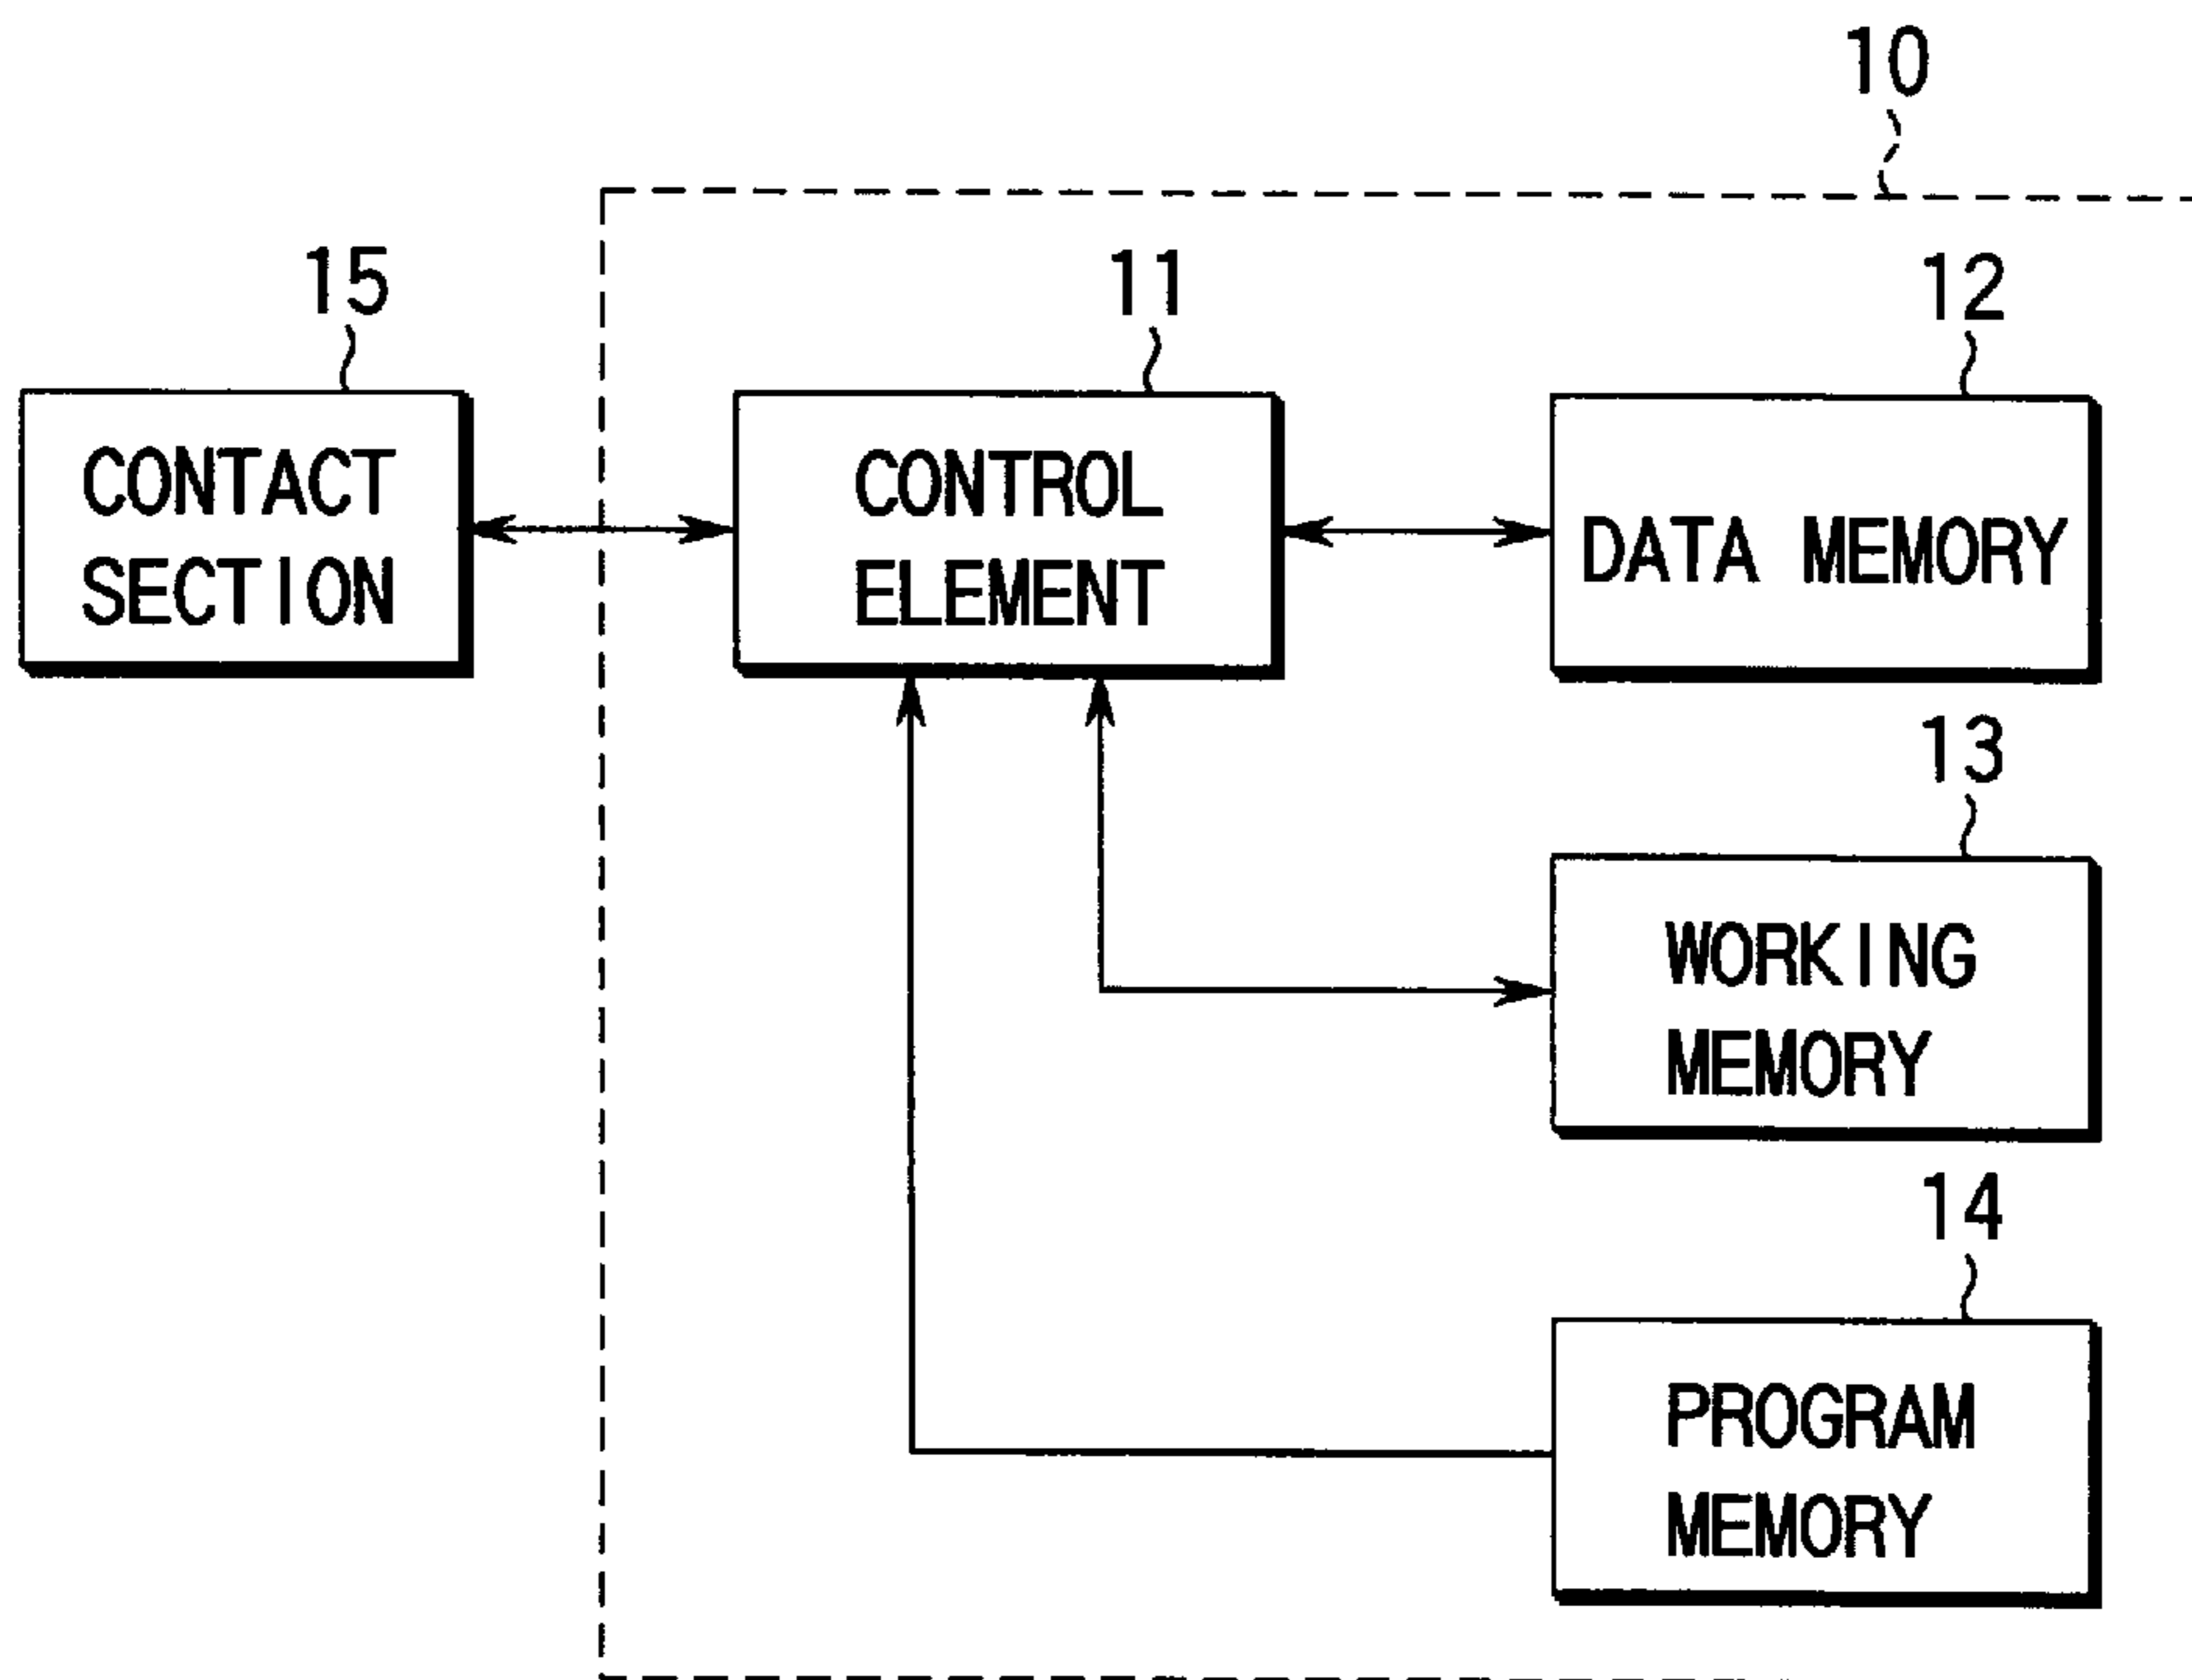 10
15
11
12
CONTACT
SECTION
CONTROL
ELEMENT
DATA MEMORY
13
WORKING
MEMORY
14
PROGRAM
MEMORY